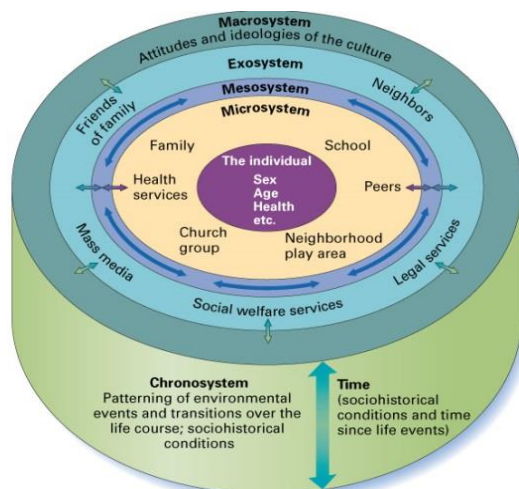 Macrosystem
Attitudes and ideologies of the culture
Exosystem
Mesosystem
Microsystem
Friends
of family
Neighbors
Family
School
The individual
Sex
Age
Health
etc.
Health
services
Peers
Church
group
Neighborhood
play area
Mass media
Legal services
Social welfare services
Chronosystem
Patterning of environmental
events and transitions over the
life course; sociohistorical
conditions
Time
(sociohistorical
conditions and time
since life events)